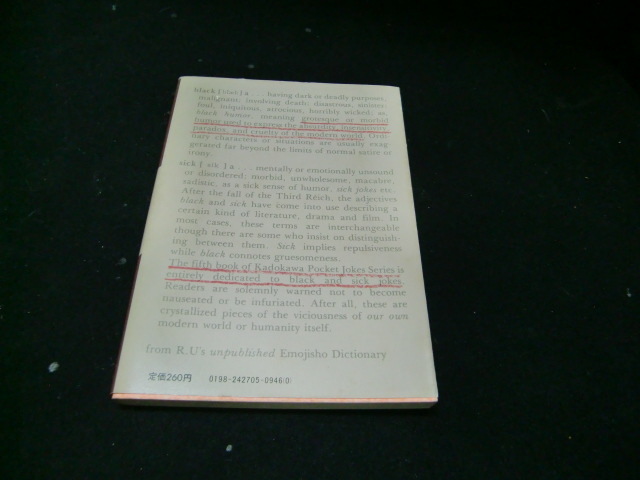 black [blæk] a . . . having dark or deadly purposes,
malignant; involving death; disastrous, sinister,
foul, iniquitous, atrocious, horribly wicked; as,
black humor, meaning grotesque or morbid
humor used to express the absurdity, insensitivity,
paradox, and cruelty of the modern world. Ordi-
nary characters or situations are usually exag-
gerated far beyond the limits of normal satire or
irony.
sick [sik] a . . . mentally or emotionally unsound
or disordered; morbid, unwholesome; macabre,
sadistic, as a sick sense of humor, sick jokes etc.
After the fall of the Third Reich, the adjectives
black and sick have come into use describing a
certain kind of literature, drama and film. In
most cases, these terms are interchangeable
though there are some who insist on distinguish-
ing between them. Sick implies repulsiveness
while black connotes gruesomeness.
The fifth book of Kadokawa Pocket Jokes Series is
entirely dedicated to black and sick jokes.
Readers are solemnly warned not to become
nauseated or be infuriated. After all, these are
crystallized pieces of the viciousness of our own
modern world or humanity itself.
from R.U's unpublished Emojisho Dictionary
定価260円 0198-242705-0946(0)